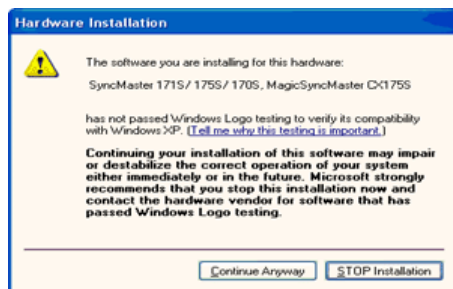 Hardware Installation
The software you are installing for this hardware:
SyncMaster 171S/ 175S/ 170S, MagicSyncMaster CX175S
has not passed Windows Logo testing to verify its compatibility
with Windows XP. (Tell me why this testing is important.)
Continuing your installation of this software may impair
or destabilize the correct operation of your system
either immediately or in the future. Microsoft strongly
recommends that you stop this installation now and
contact the hardware vendor for software that has
passed Windows Logo testing.
Continue Anyway STOP Installation